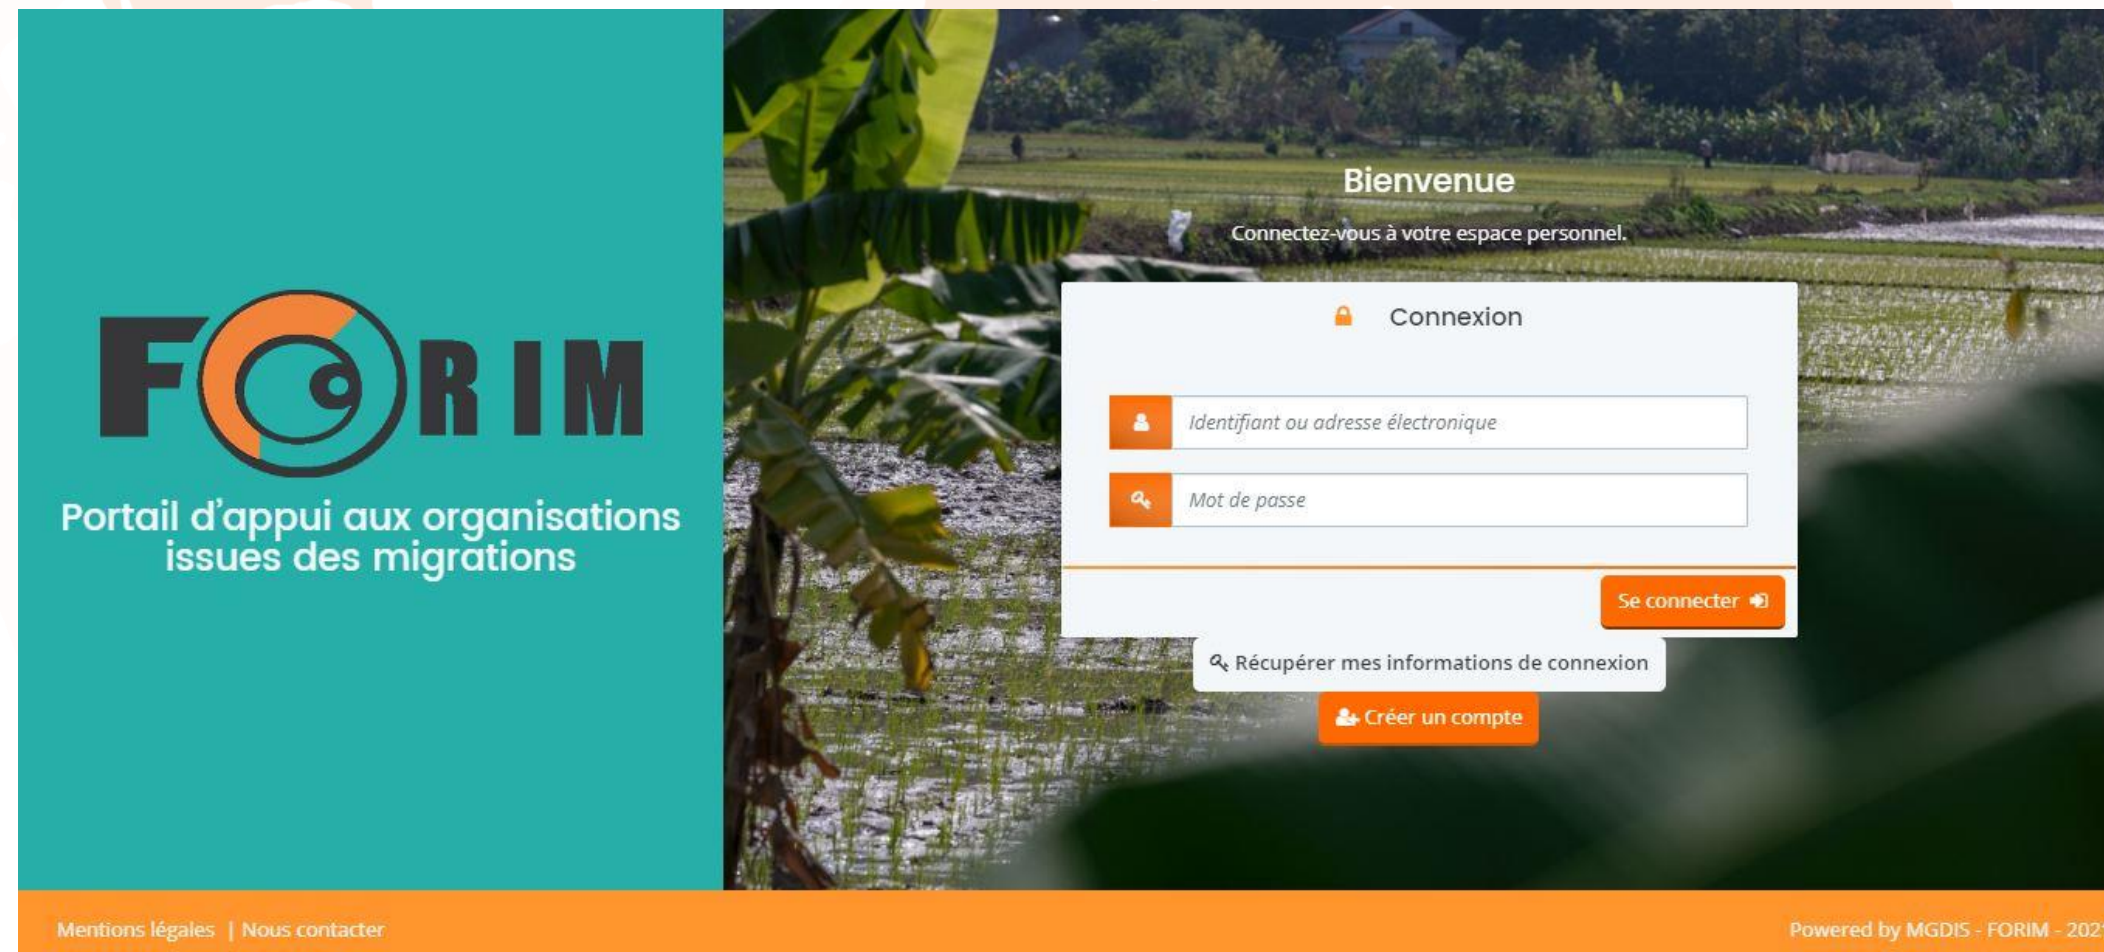 FORIM
Portail d'appui aux organisations
issues des migrations
Bienvenue
Connectez-vous à votre espace personnel.
Connexion
Identifiant ou adresse électronique
Mot de passe
Se connecter
Récupérer mes informations de connexion
Créer un compte
Mentions légales | Nous contacter
Powered by MGDIS - FORIM -